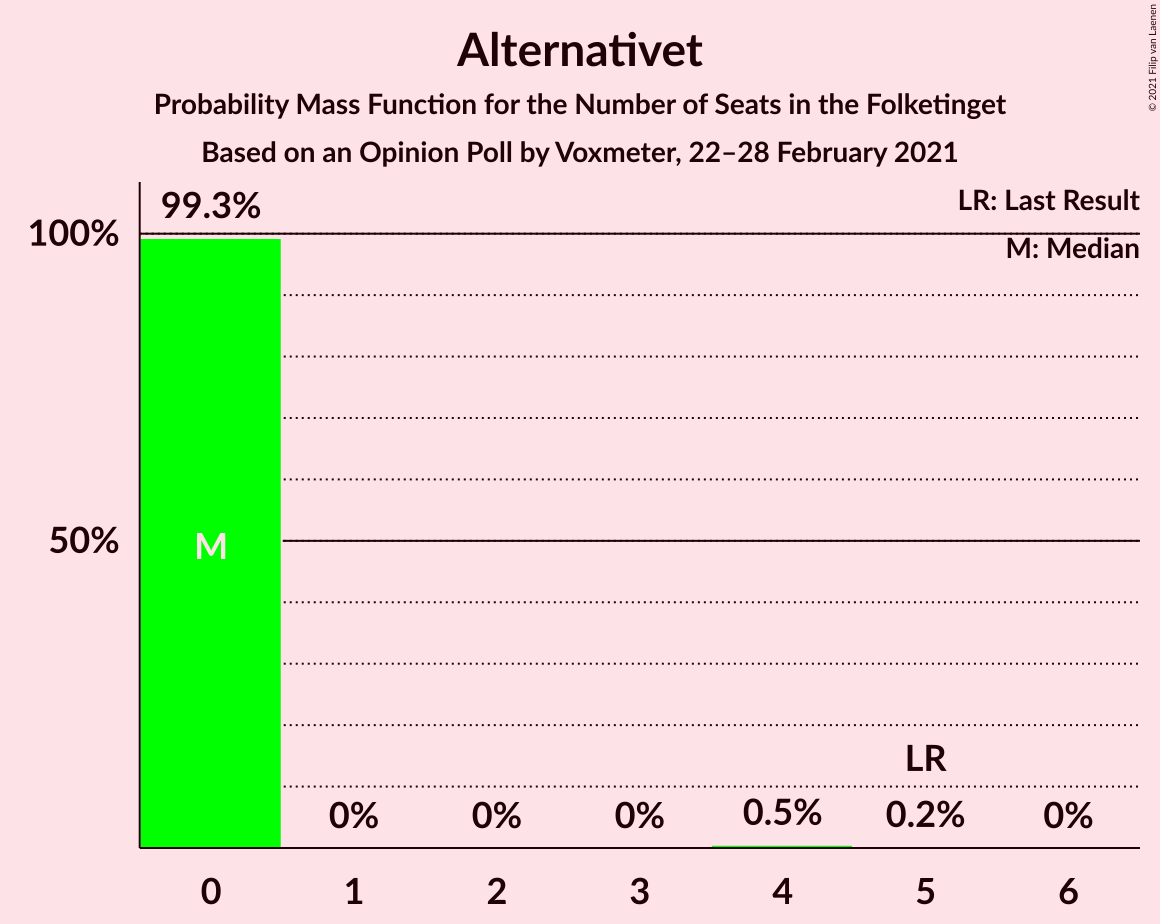 Alternativet
Probability Mass Function for the Number of Seats in the Folketinget
Based on an Opinion Poll by Voxmeter, 22–28 February 2021
© 2021 Filip van Laenen
LR: Last Result
M: Median
99.3%
100%
50%
M
LR
0%
0%
0%
0.5%
0.2%
0%
0
1
2
3
4
5
6